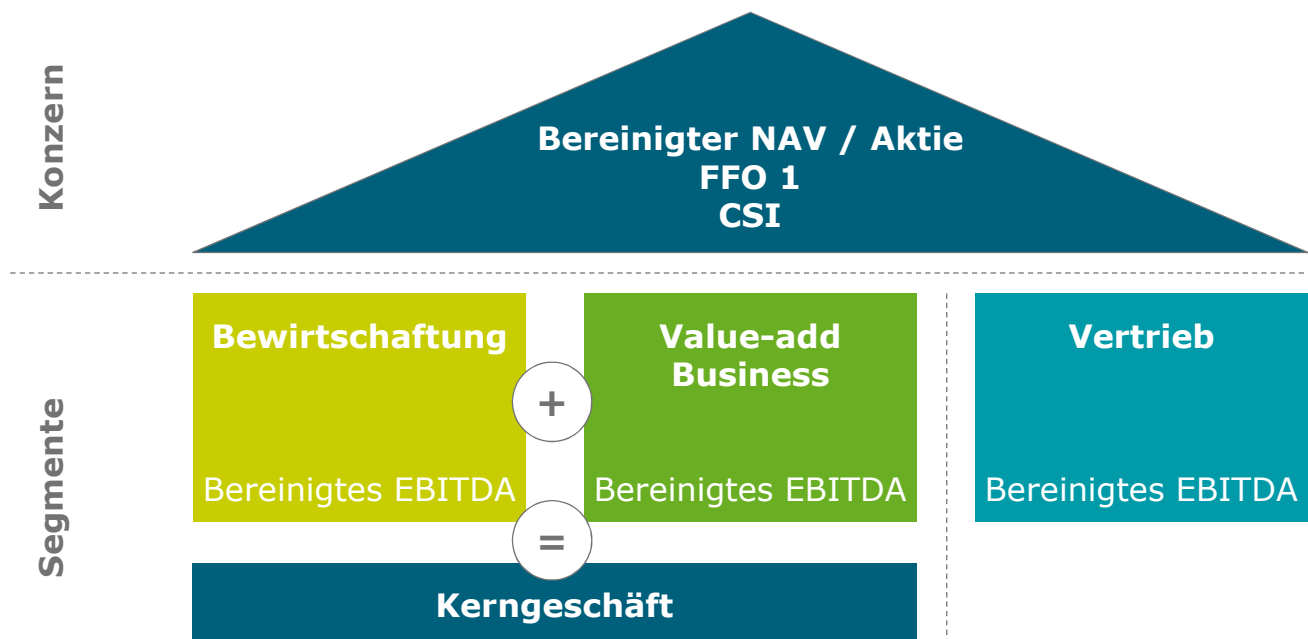 Konzern
Bereinigter NAV / Aktie
FFO 1
CSI
Segmente
Bewirtschaftung
+
Value-add
Business
Vertrieb
Bereinigtes EBITDA
Bereinigtes EBITDA
Bereinigtes EBITDA
=
Kerngeschäft